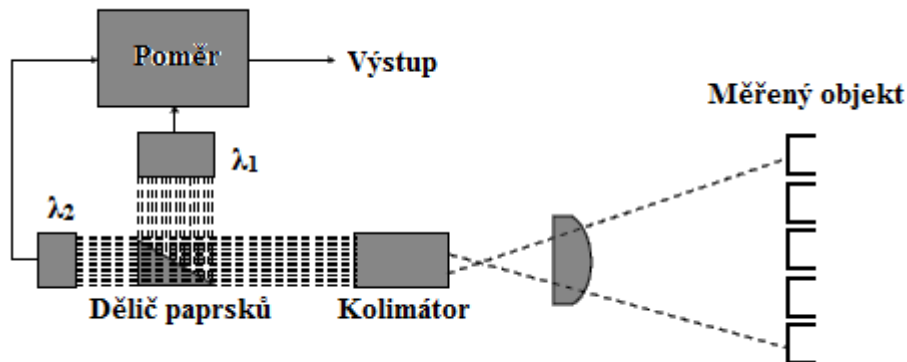 Poměr
Výstup
Měřený objekt
λ1
λ2
Dělič paprsků
Kolimátor